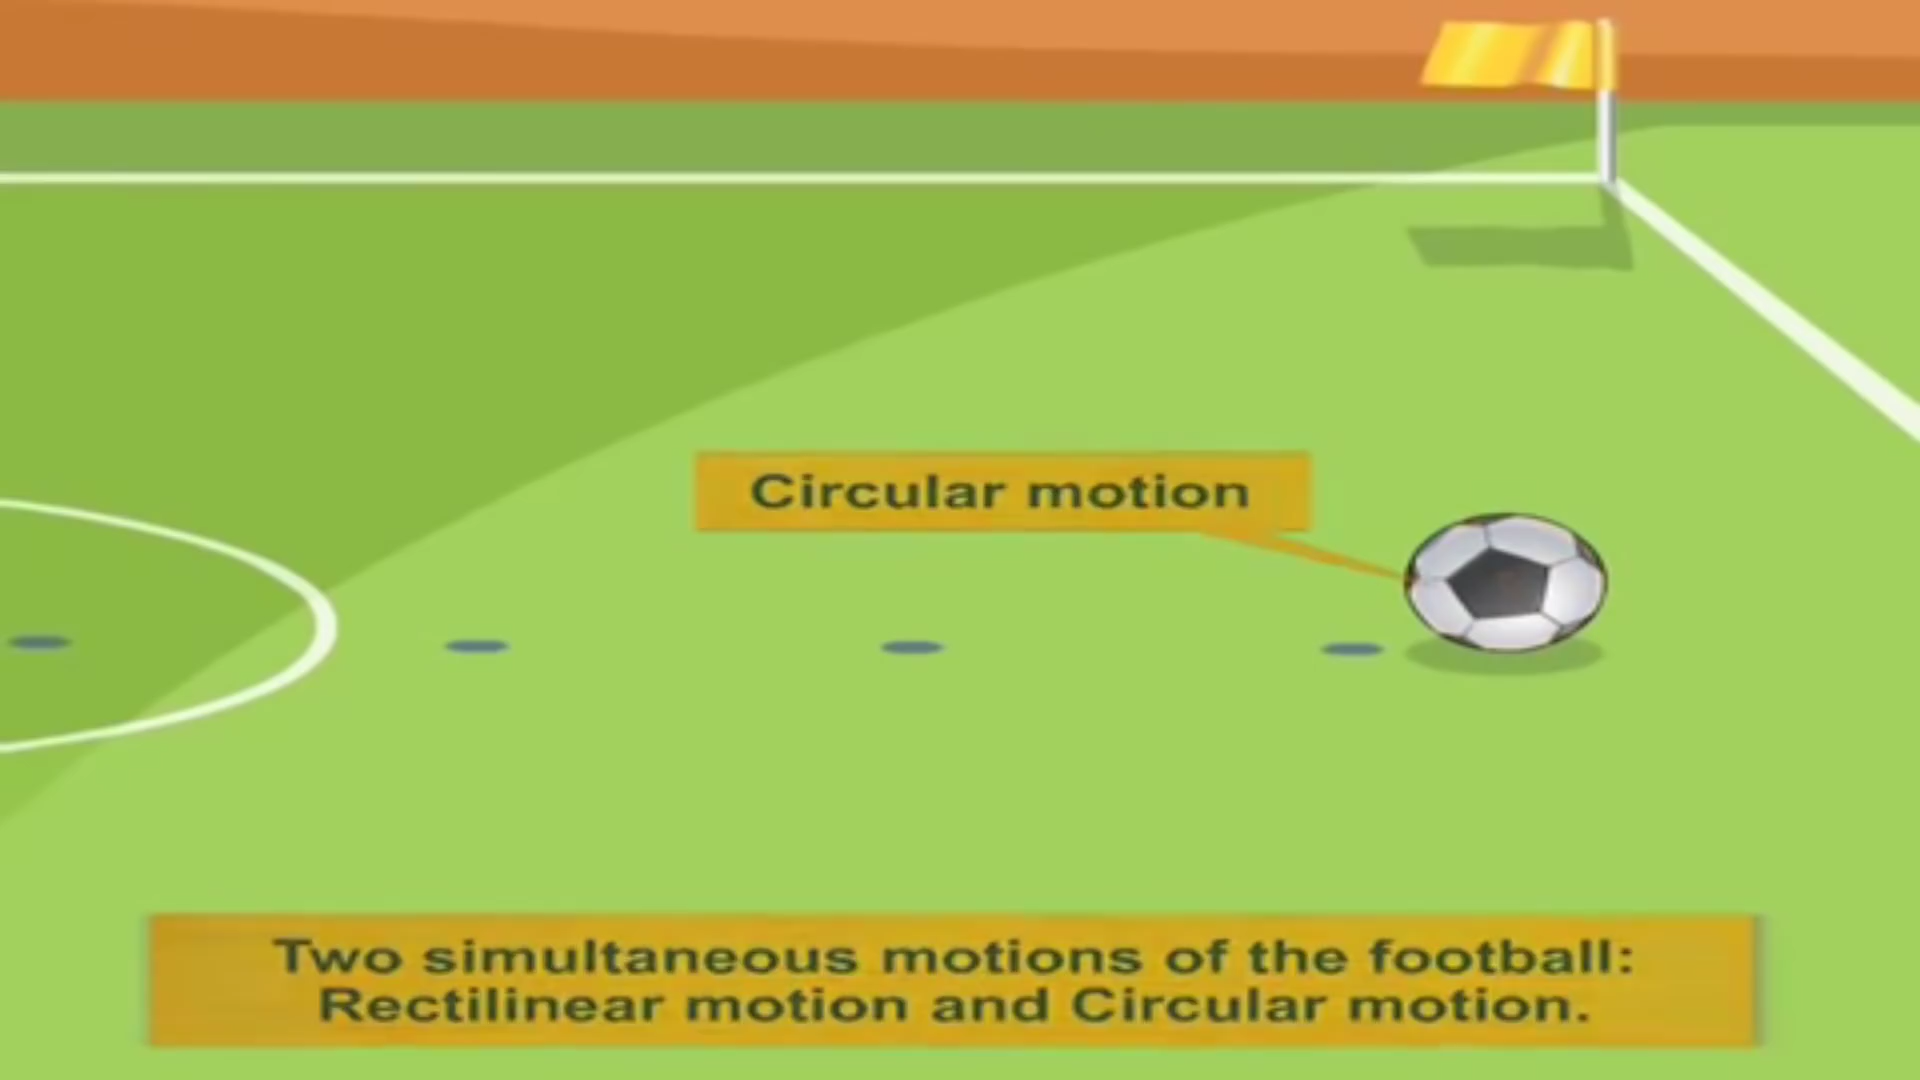 Circular motion
Two simultaneous motions of the football:
Rectilinear motion and Circular motion.